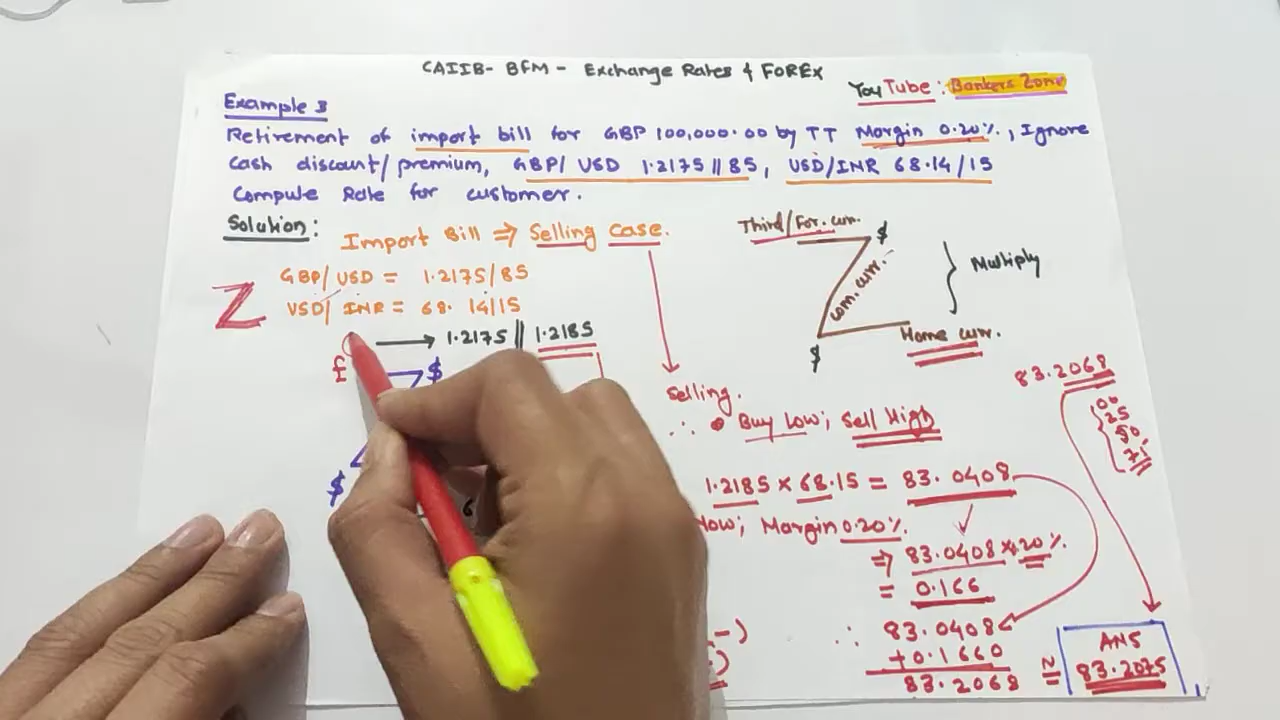 CAIIB- BFM - Exchange Rates & FOREX
YouTube: Bankers Zone
Example 3
Retirement of import bill for GBP 100,000.00 by TT Margin 0.20%, Ignore
Cash discount/premium, GBP/USD 1.2175||85, USD/INR 68.14/15
Compute Rate for customer.
Solution:
Import Bill ⇒ Selling Case.
GBP/USD = 1.2175/85
USD/INR = 68.14/15
Z
→ 1.2175 || 1.2185
£
$
$
Third/For. curr.
$
Com. curr.
Home curr.
$
} Multiply
Selling.
∴ Buy Low; Sell High
1.2185 × 68.15 = 83.0408
Now; Margin 0.20%.
⇒ 83.0408 × 20%.
= 0.166
∴ 83.0408
+0.1660
83.2068
≈
ANS
83.2075
83.2068
00
25
50
75
6